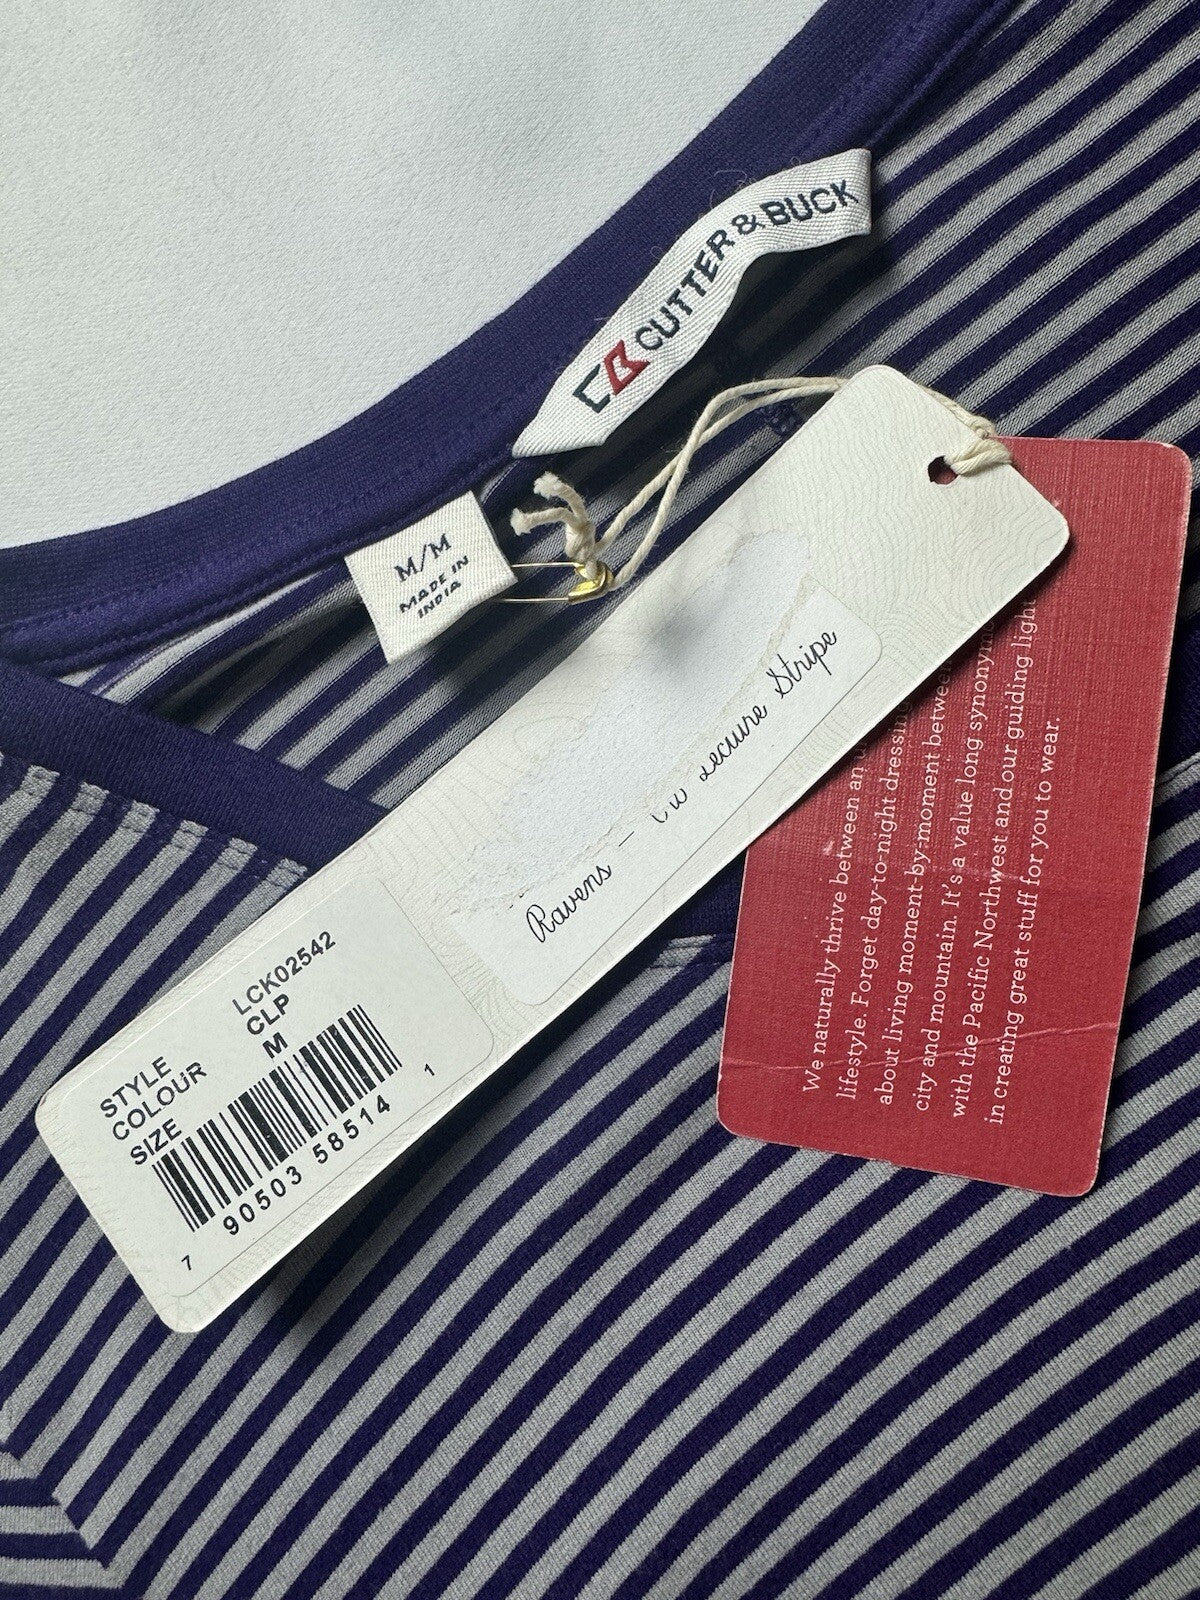 CUTTER & BUCK
M/M
MADE IN
INDIA
Ravens – Stripe
STYLE LCK02542
COLOUR CLP
SIZE M
7 90503 58514 1
We naturally thrive between an
lifestyle. Forget day-to-night dressing
about living moment-by-moment between
city and mountain. It's a value long synonym
with the Pacific Northwest and our guiding light
in creating great stuff for you to wear.